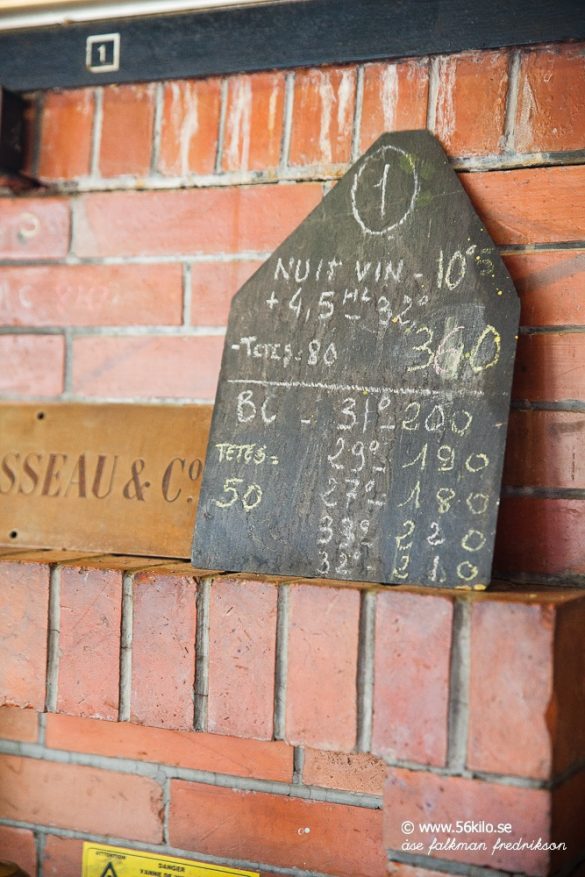 1
1
NUIT VIN - 10°5
+ 4,5 HL 32°
- TETES = 80 360
BC - 31° 200
TETES = 29° 190
50 27° 180
33° 220
32° 210
SSEAU & Cº
DANGER
© www.56kilo.se
åse falkman fredrikson